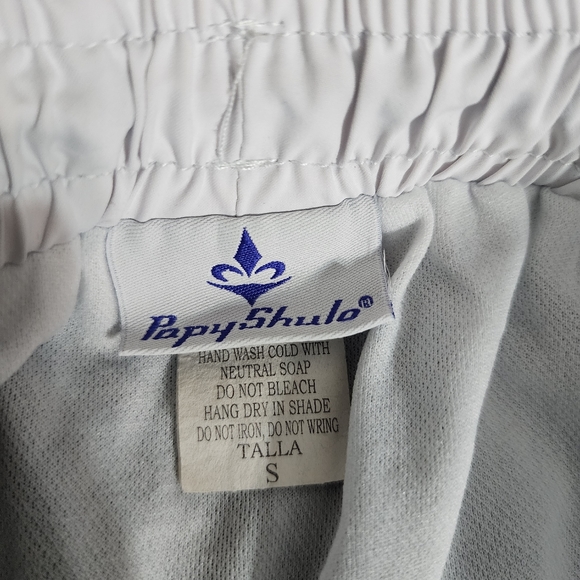 PapyShulo®
HAND WASH COLD WITH
NEUTRAL SOAP
DO NOT BLEACH
HANG DRY IN SHADE
DO NOT IRON, DO NOT WRING
TALLA
S